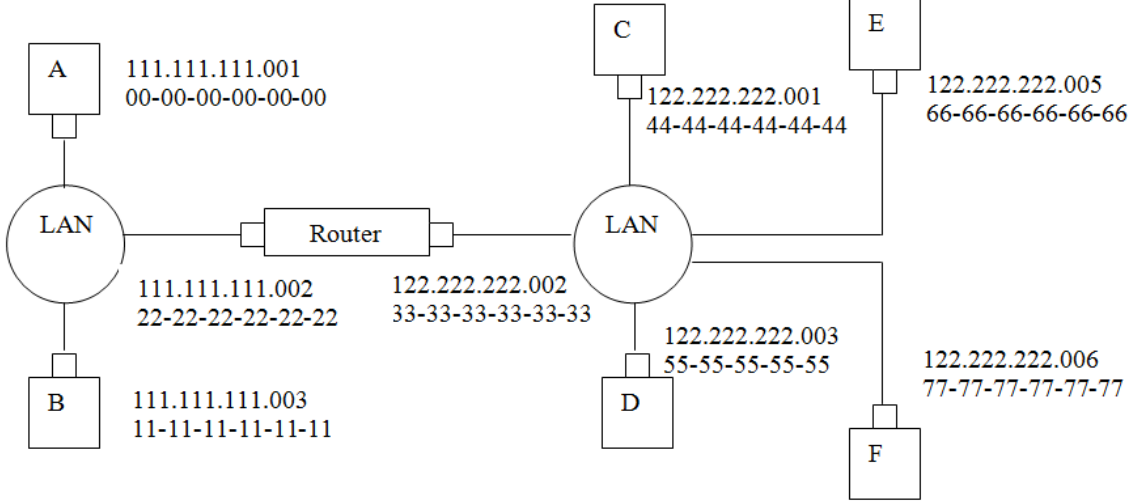 A
111.111.111.001
00-00-00-00-00-00
C
122.222.222.001
44-44-44-44-44-44
E
122.222.222.005
66-66-66-66-66-66
LAN
Router
LAN
111.111.111.002
22-22-22-22-22-22
122.222.222.002
33-33-33-33-33-33
B
111.111.111.003
11-11-11-11-11-11
D
122.222.222.003
55-55-55-55-55
122.222.222.006
77-77-77-77-77-77
F